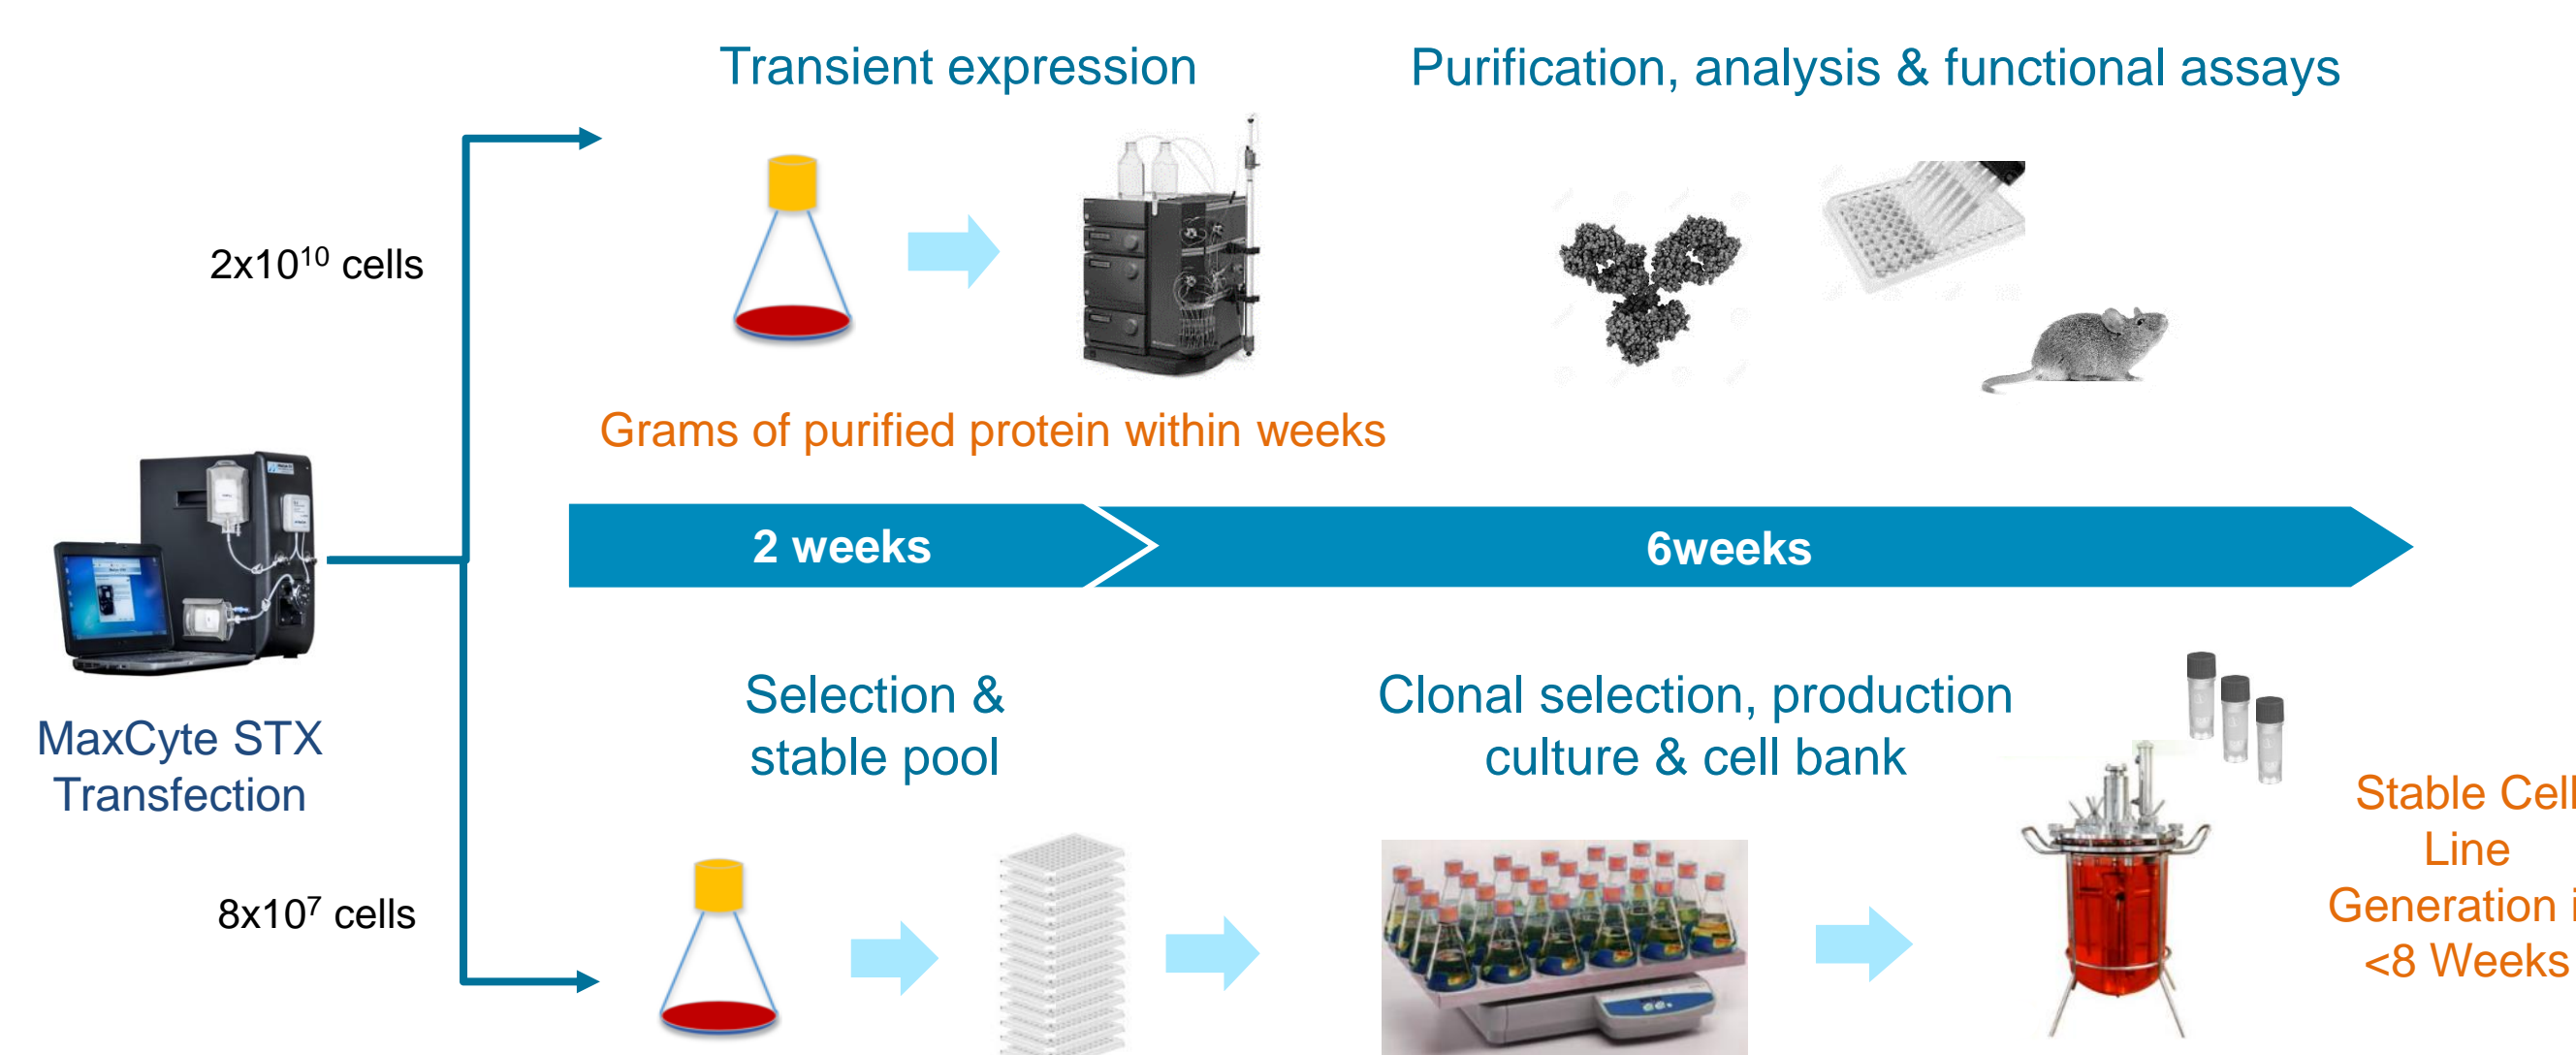 Transient expression
Purification, analysis & functional assays
2x10¹⁰ cells
Grams of purified protein within weeks
2 weeks
6weeks
MaxCyte STX
Transfection
Selection &
stable pool
Clonal selection, production
culture & cell bank
8x10⁷ cells
Stable Cell
Line
Generation i
<8 Weeks